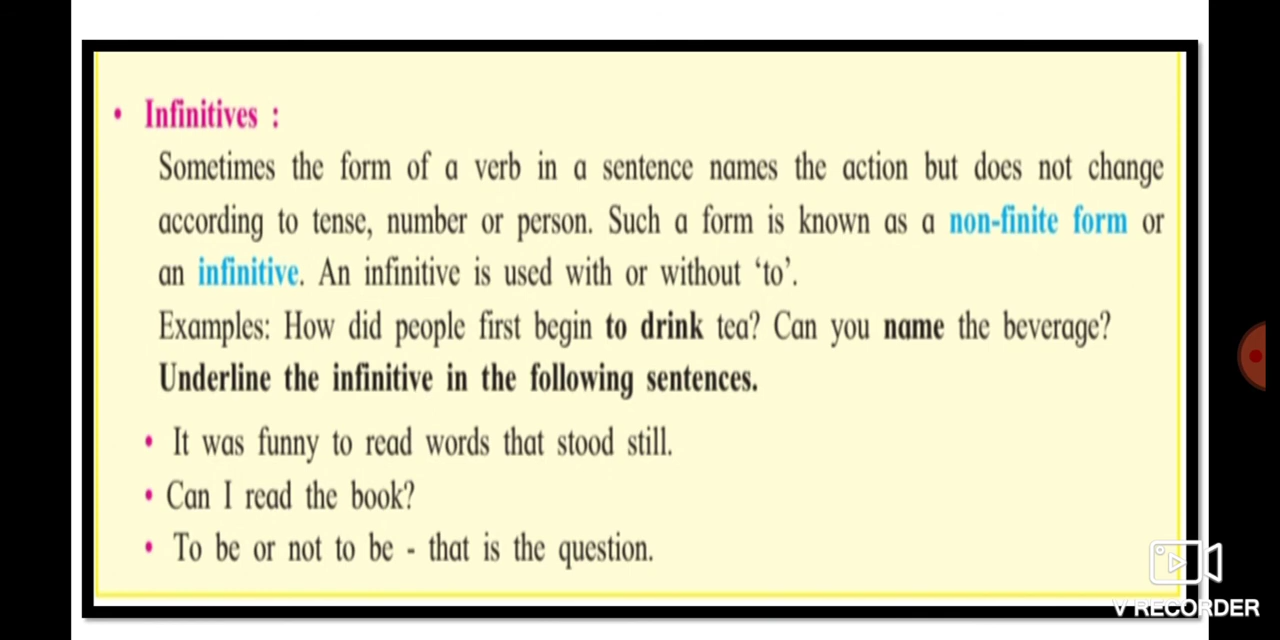 • Infinitives :
Sometimes the form of a verb in a sentence names the action but does not change
according to tense, number or person. Such a form is known as a non-finite form or
an infinitive. An infinitive is used with or without ‘to’.
Examples: How did people first begin to drink tea? Can you name the beverage?
Underline the infinitive in the following sentences.
• It was funny to read words that stood still.
• Can I read the book?
• To be or not to be - that is the question.
V RECORDER